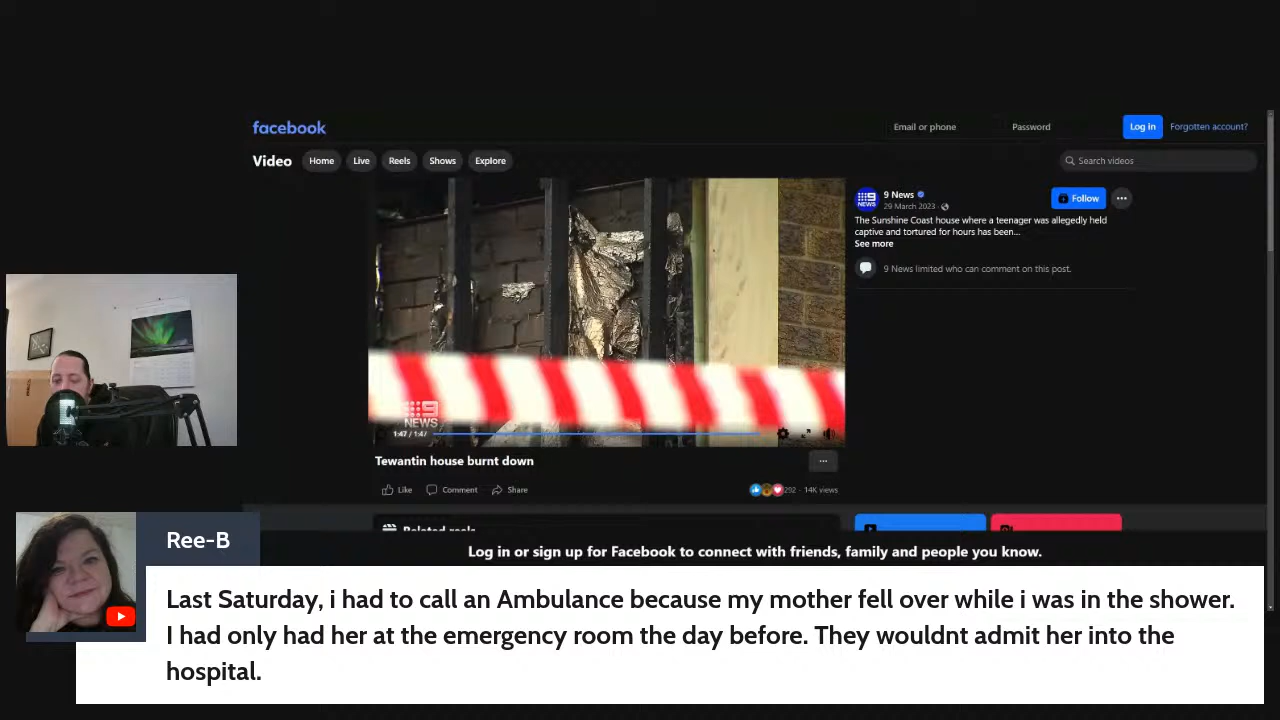 facebook
Email or phone
Password
Log in
Forgotten account?
Video
Home
Live
Reels
Shows
Explore
Search videos
9 News
29 March 2023
Follow
The Sunshine Coast house where a teenager was allegedly held
captive and tortured for hours has been...
See more
9 News limited who can comment on this post.
9
NEWS
1:47 / 1:47
Tewantin house burnt down
Like
Comment
Share
292 · 14K views
Related reels
Log in or sign up for Facebook to connect with friends, family and people you know.
Ree-B
Last Saturday, i had to call an Ambulance because my mother fell over while i was in the shower.
I had only had her at the emergency room the day before. They wouldnt admit her into the
hospital.